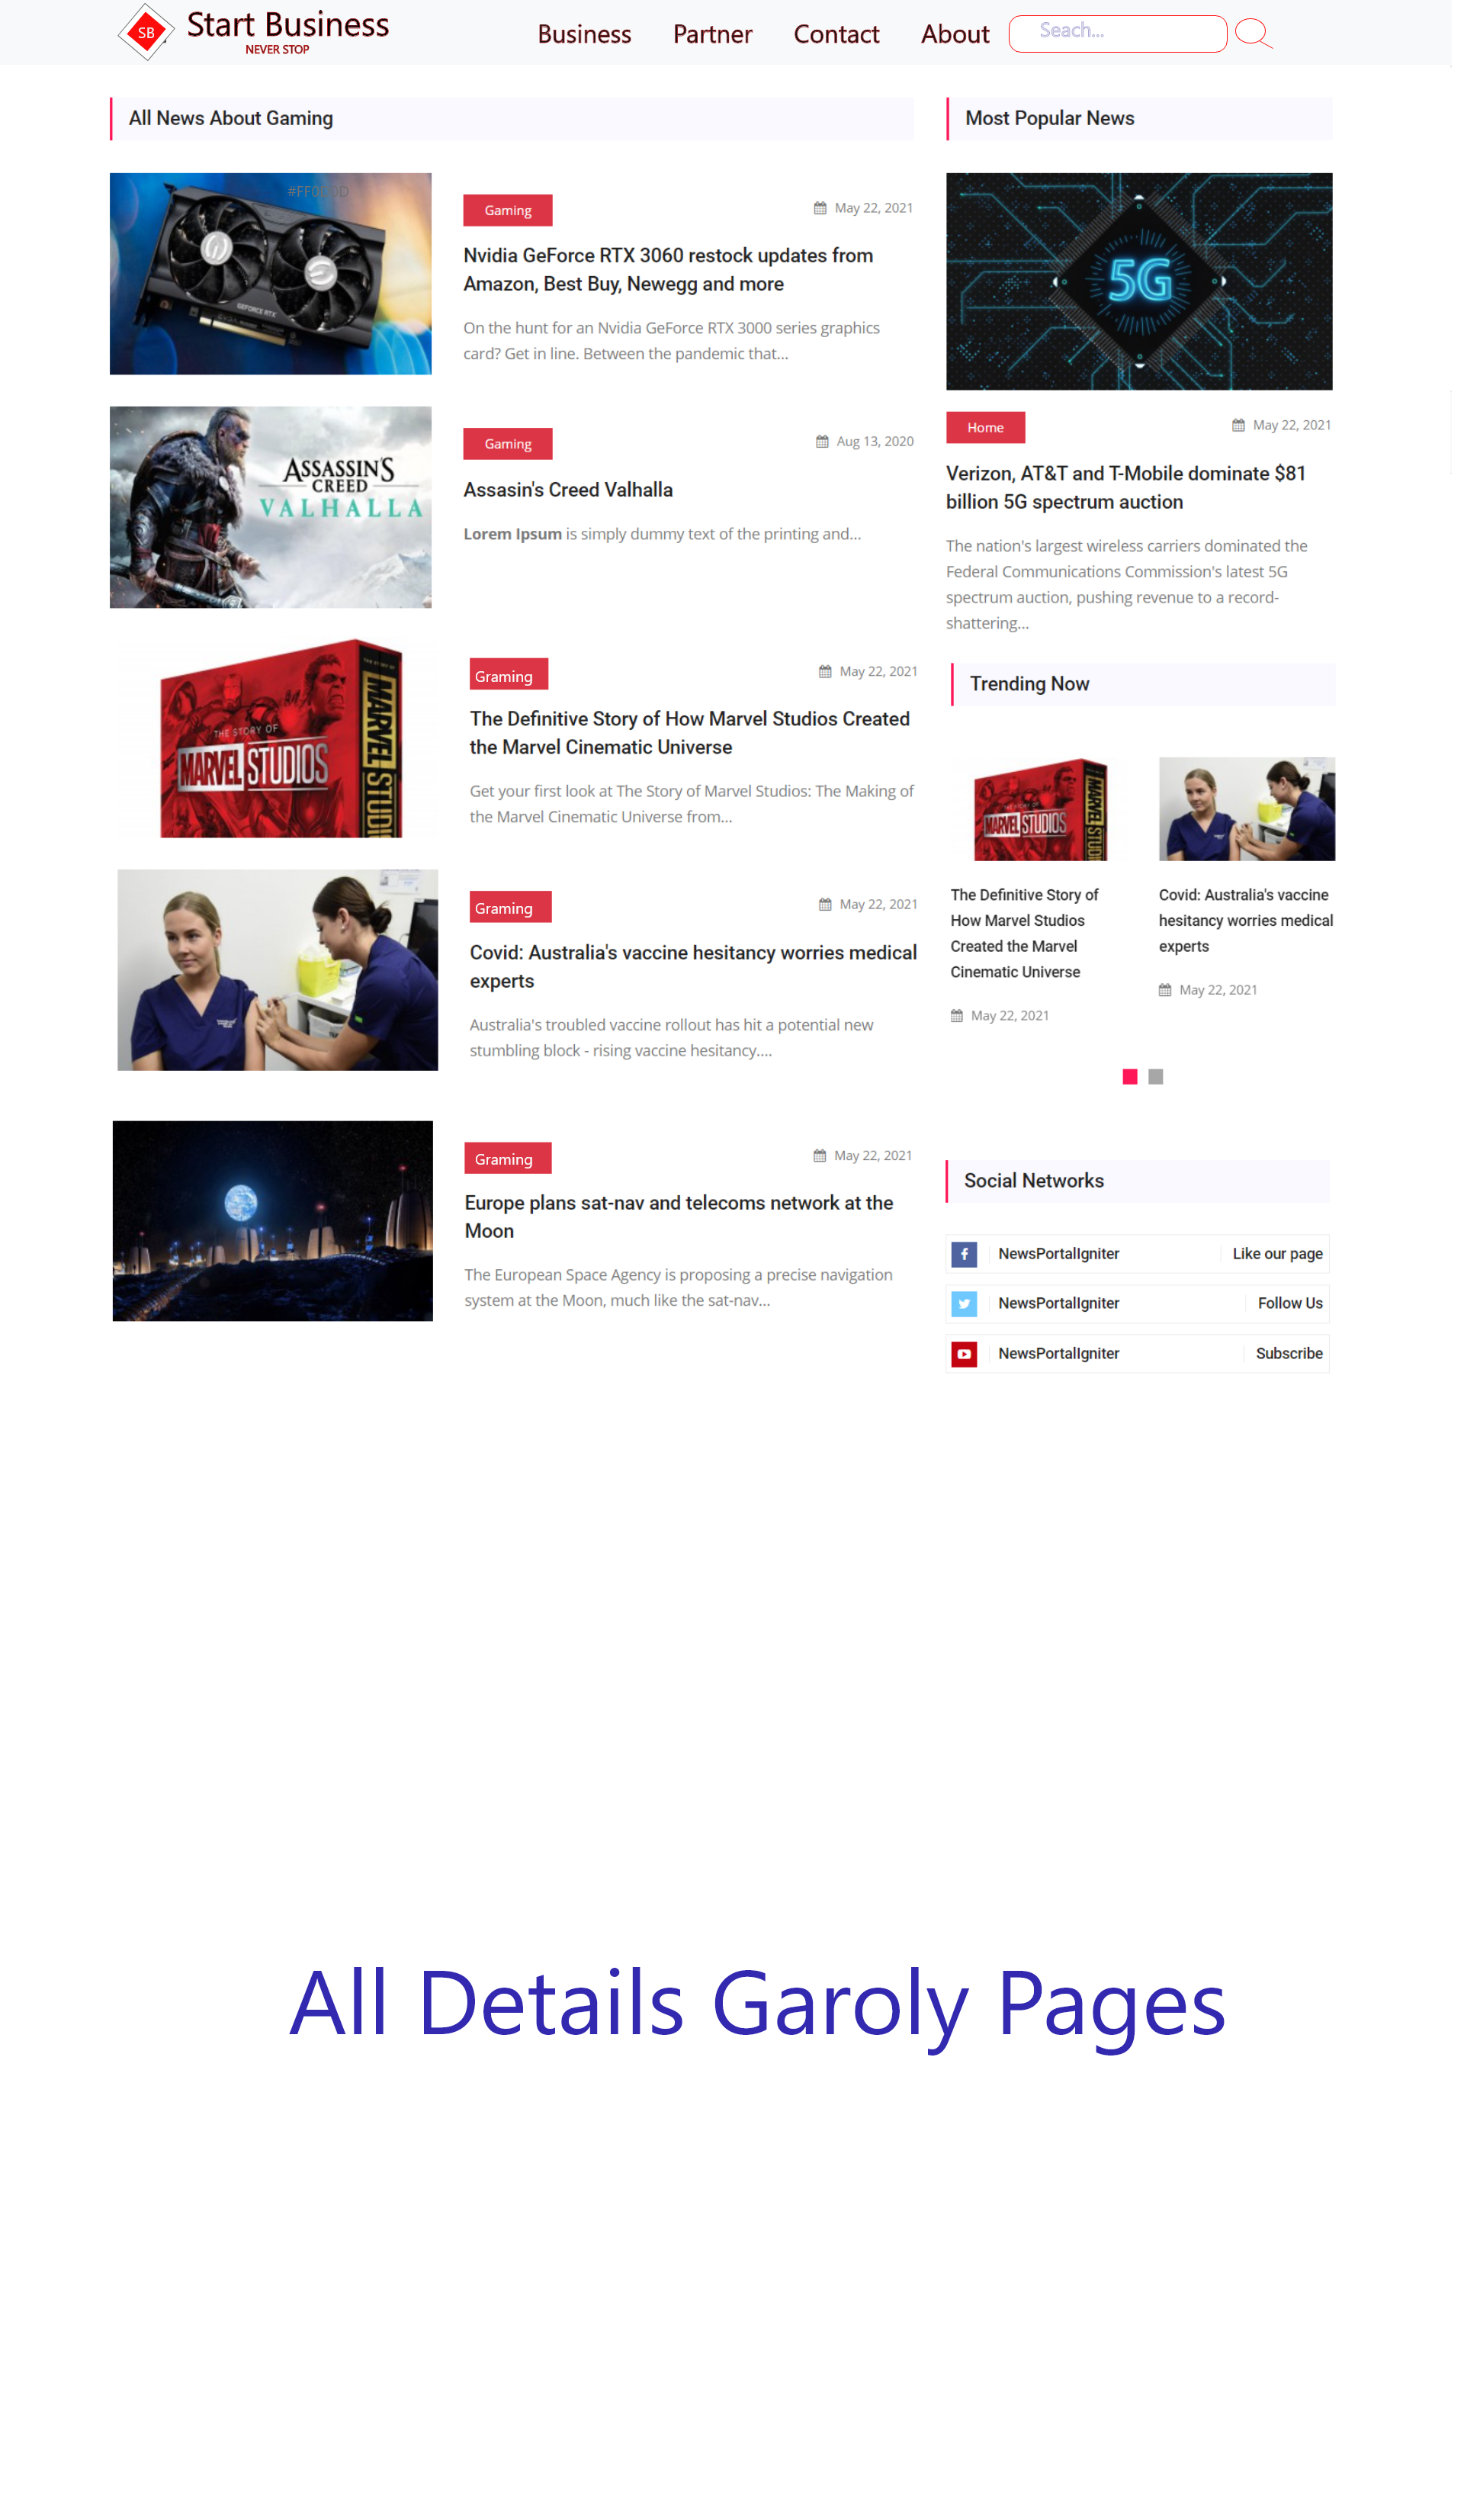 SB
Start Business
NEVER STOP
Business
Partner
Contact
About
Seach...
All News About Gaming
GEFORCE RTX
Gaming
May 22, 2021
Nvidia GeForce RTX 3060 restock updates from
Amazon, Best Buy, Newegg and more
On the hunt for an Nvidia GeForce RTX 3000 series graphics
card? Get in line. Between the pandemic that...
ASSASSIN'S
CREED
VALHALLA
Gaming
Aug 13, 2020
Assasin's Creed Valhalla
Lorem Ipsum is simply dummy text of the printing and...
THE STORY OF
MARVEL STUDIOS
MARVEL STUDI
Graming
May 22, 2021
The Definitive Story of How Marvel Studios Created
the Marvel Cinematic Universe
Get your first look at The Story of Marvel Studios: The Making of
the Marvel Cinematic Universe from...
Graming
May 22, 2021
Covid: Australia's vaccine hesitancy worries medical
experts
Australia's troubled vaccine rollout has hit a potential new
stumbling block - rising vaccine hesitancy....
Graming
May 22, 2021
Europe plans sat-nav and telecoms network at the
Moon
The European Space Agency is proposing a precise navigation
system at the Moon, much like the sat-nav...
Most Popular News
5G
Home
May 22, 2021
Verizon, AT&T and T-Mobile dominate $81
billion 5G spectrum auction
The nation's largest wireless carriers dominated the
Federal Communications Commission's latest 5G
spectrum auction, pushing revenue to a record-
shattering...
Trending Now
MARVEL STUDIOS
MARVEL STUDI
The Definitive Story of
How Marvel Studios
Created the Marvel
Cinematic Universe
May 22, 2021
Covid: Australia's vaccine
hesitancy worries medical
experts
May 22, 2021
Social Networks
NewsPortalIgniter
Like our page
NewsPortalIgniter
Follow Us
NewsPortalIgniter
Subscribe
All Details Garoly Pages